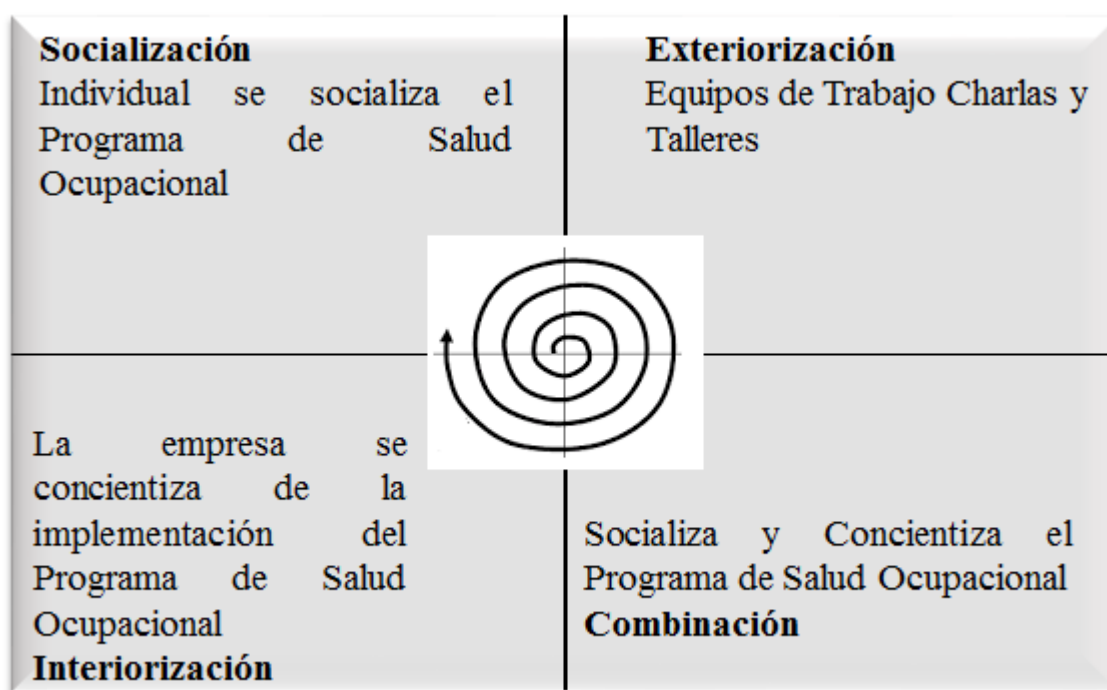 Socialización
Individual se socializa el
Programa de Salud
Ocupacional
Exteriorización
Equipos de Trabajo Charlas y
Talleres
La empresa se
concientiza de la
implementación del
Programa de Salud
Ocupacional
Interiorización
Socializa y Concientiza el
Programa de Salud Ocupacional
Combinación